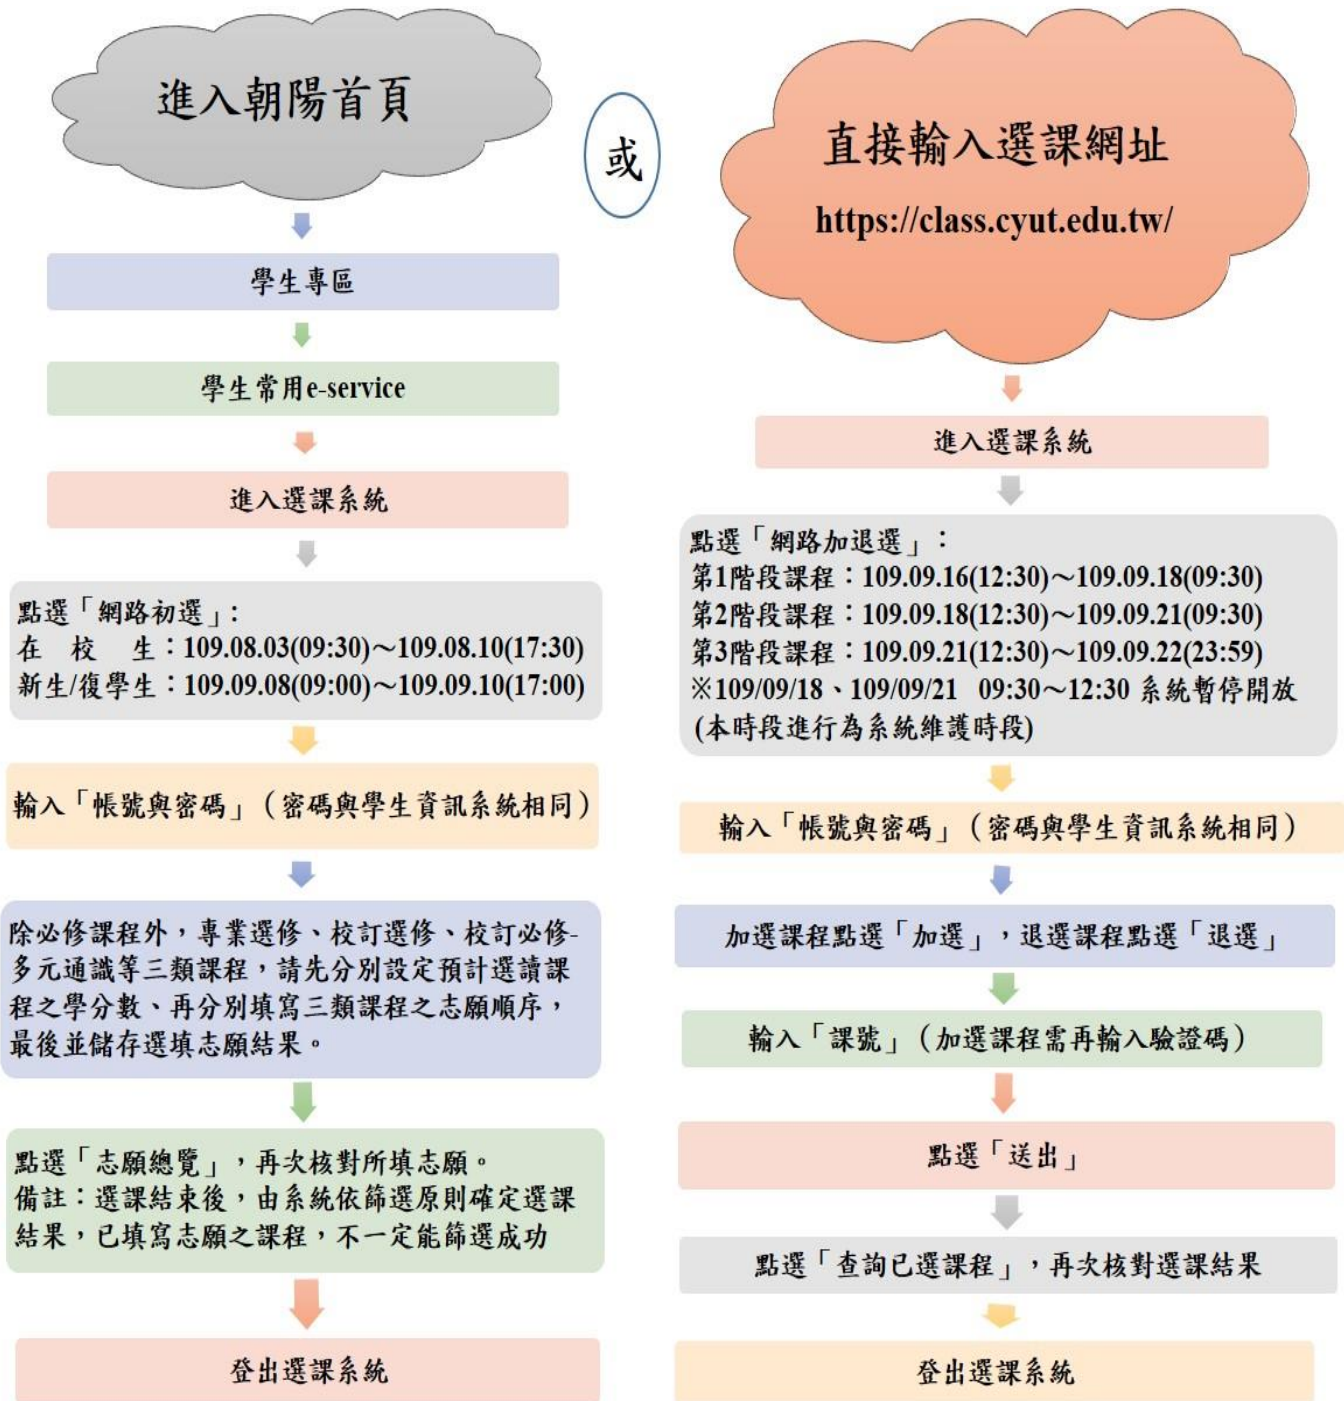 進入朝陽首頁
學生專區
學生常用e-service
進入選課系統
點選「網路初選」:
在 校 生：109.08.03(09:30)～109.08.10(17:30)
新生/復學生：109.09.08(09:00)～109.09.10(17:00)
輸入「帳號與密碼」（密碼與學生資訊系統相同）
除必修課程外，專業選修、校訂選修、校訂必修-
多元通識等三類課程，請先分別設定預計選讀課
程之學分數、再分別填寫三類課程之志願順序，
最後並儲存選填志願結果。
點選「志願總覽」，再次核對所填志願。
備註：選課結束後，由系統依篩選原則確定選課
結果，已填寫志願之課程，不一定能篩選成功
登出選課系統
或
直接輸入選課網址
https://class.cyut.edu.tw/
進入選課系統
點選「網路加退選」：
第1階段課程：109.09.16(12:30)～109.09.18(09:30)
第2階段課程：109.09.18(12:30)～109.09.21(09:30)
第3階段課程：109.09.21(12:30)～109.09.22(23:59)
※109/09/18、109/09/21 09:30～12:30 系統暫停開放
(本時段進行為系統維護時段)
輸入「帳號與密碼」（密碼與學生資訊系統相同）
加選課程點選「加選」，退選課程點選「退選」
輸入「課號」（加選課程需再輸入驗證碼）
點選「送出」
點選「查詢已選課程」，再次核對選課結果
登出選課系統